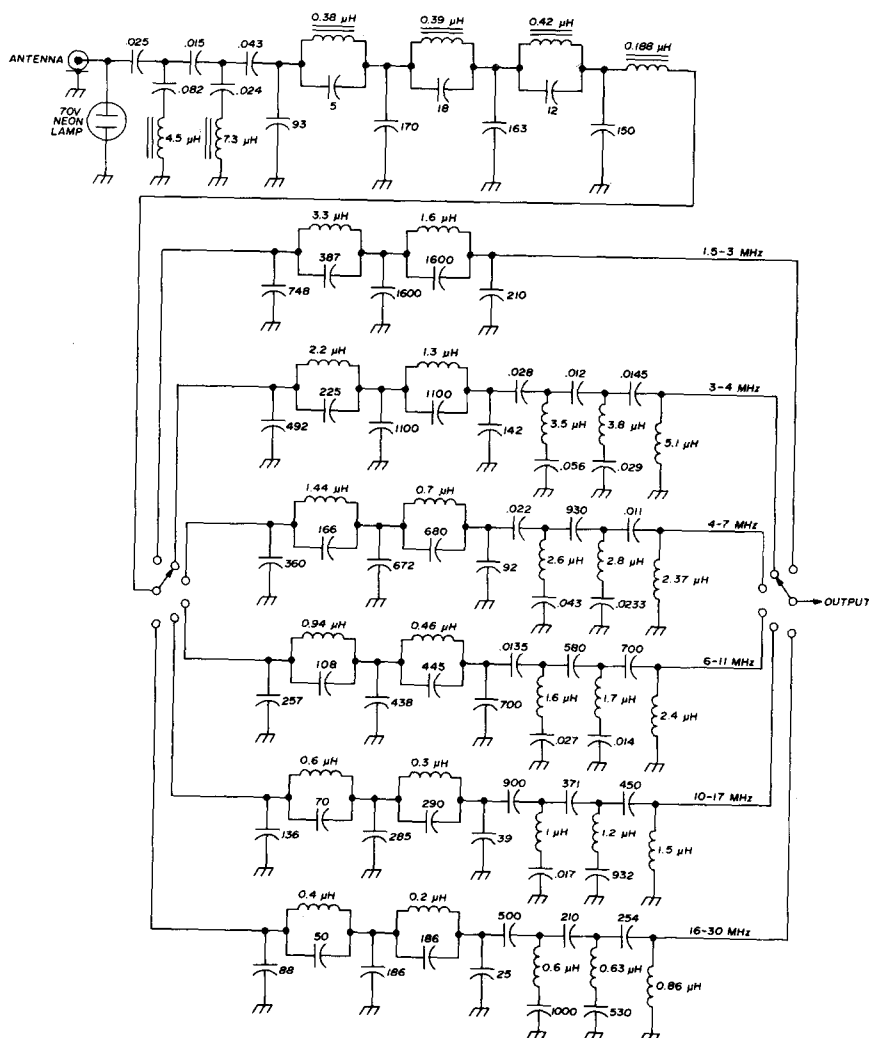 ANTENNA
.025
.015
.043
0.38 µH
0.39 µH
0.42 µH
0.188 µH
70V
NEON
LAMP
.082
.024
4.5 µH
7.3 µH
93
5
170
18
163
12
150
3.3 µH
1.6 µH
1.5-3 MHz
387
1600
748
1600
210
2.2 µH
1.3 µH
.028
.012
.0145
3-4 MHz
225
1100
492
1100
142
3.5 µH
3.8 µH
5.1 µH
.056
.029
1.44 µH
0.7 µH
.022
930
.011
4-7 MHz
166
680
360
672
92
2.6 µH
2.8 µH
2.37 µH
.043
.0233
OUTPUT
0.94 µH
0.46 µH
.0135
580
700
6-11 MHz
108
445
257
438
700
1.6 µH
1.7 µH
2.4 µH
.027
.014
0.6 µH
0.3 µH
900
371
450
10-17 MHz
70
290
136
285
39
1 µH
1.2 µH
1.5 µH
.017
932
0.4 µH
0.2 µH
500
210
254
16-30 MHz
50
186
88
186
25
0.6 µH
0.63 µH
0.86 µH
1000
530